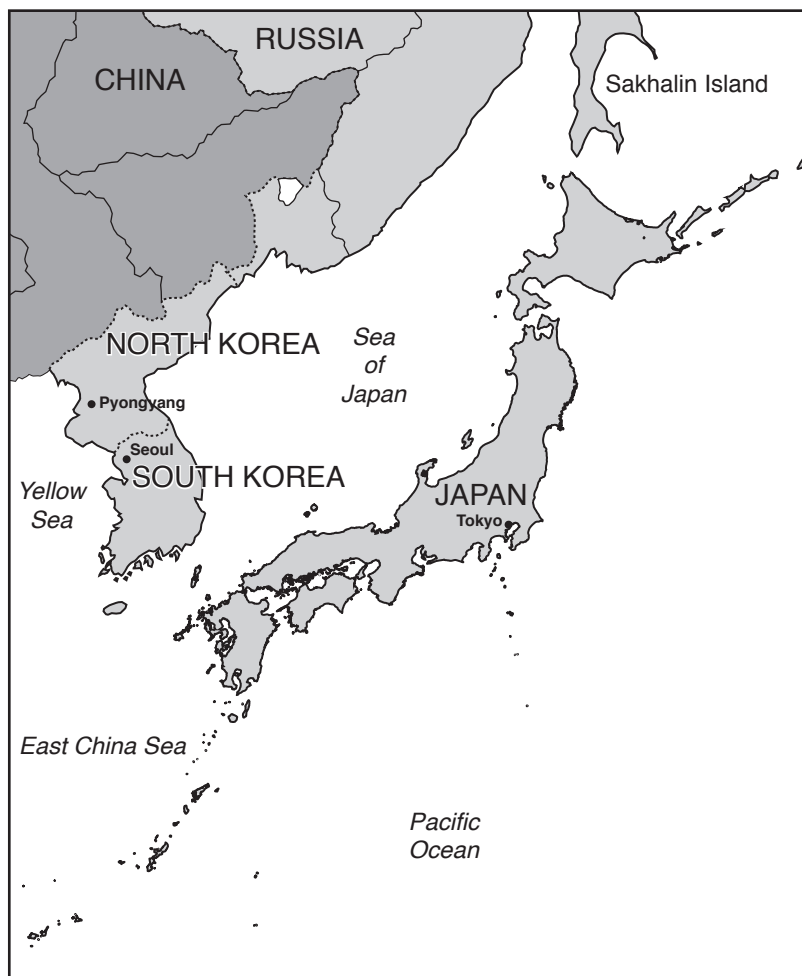 RUSSIA
CHINA
Sakhalin Island
NORTH KOREA
Sea
of
Japan
Pyongyang
Seoul
SOUTH KOREA
Yellow
Sea
JAPAN
Tokyo
East China Sea
Pacific
Ocean